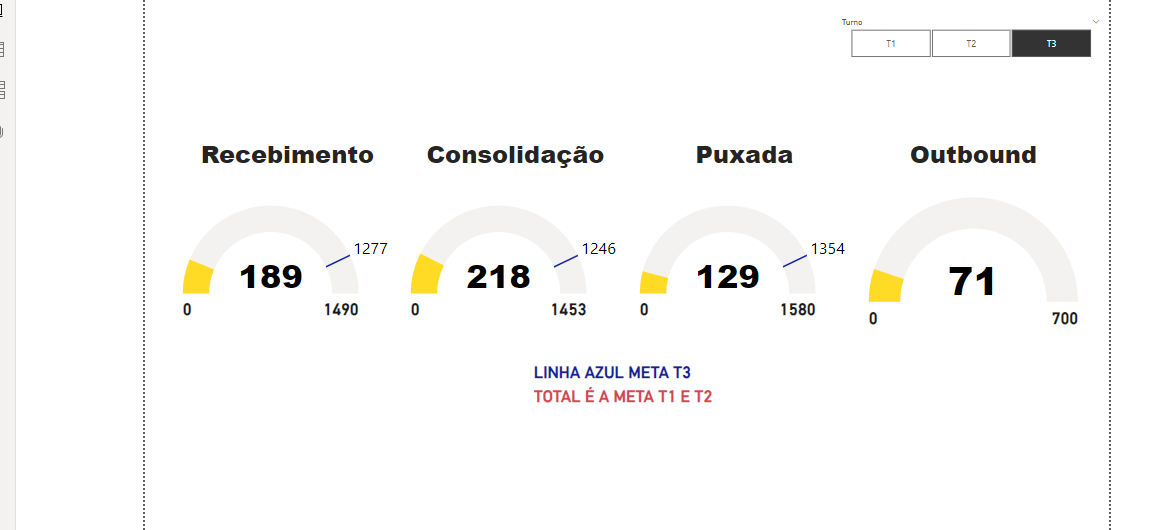 Turno
T1 T2 T3
Recebimento Consolidação Puxada Outbound
1277 1246 1354
189 218 129 71
0 1490 0 1453 0 1580 0 700
LINHA AZUL META T3
TOTAL É A META T1 E T2